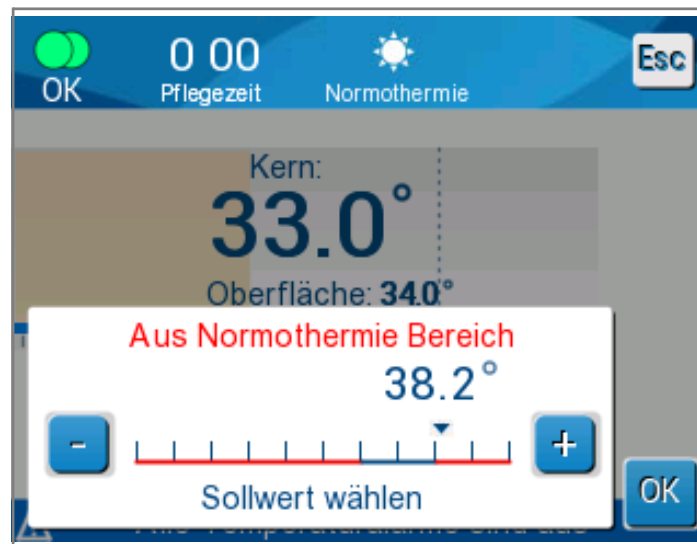 OK
0 00
Pflegezeit
Normothermie
Esc
Kern:
33.0°
Oberfläche: 34.0°
Aus Normothermie Bereich
38.2°
-
+
Sollwert wählen
OK